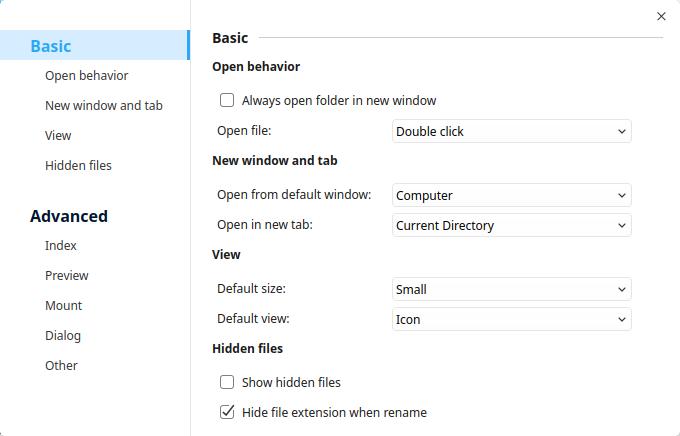 Basic
Open behavior
New window and tab
View
Hidden files
Advanced
Index
Preview
Mount
Dialog
Other
Basic
Open behavior
Always open folder in new window
Open file: Double click
New window and tab
Open from default window: Computer
Open in new tab: Current Directory
View
Default size: Small
Default view: Icon
Hidden files
Show hidden files
Hide file extension when rename